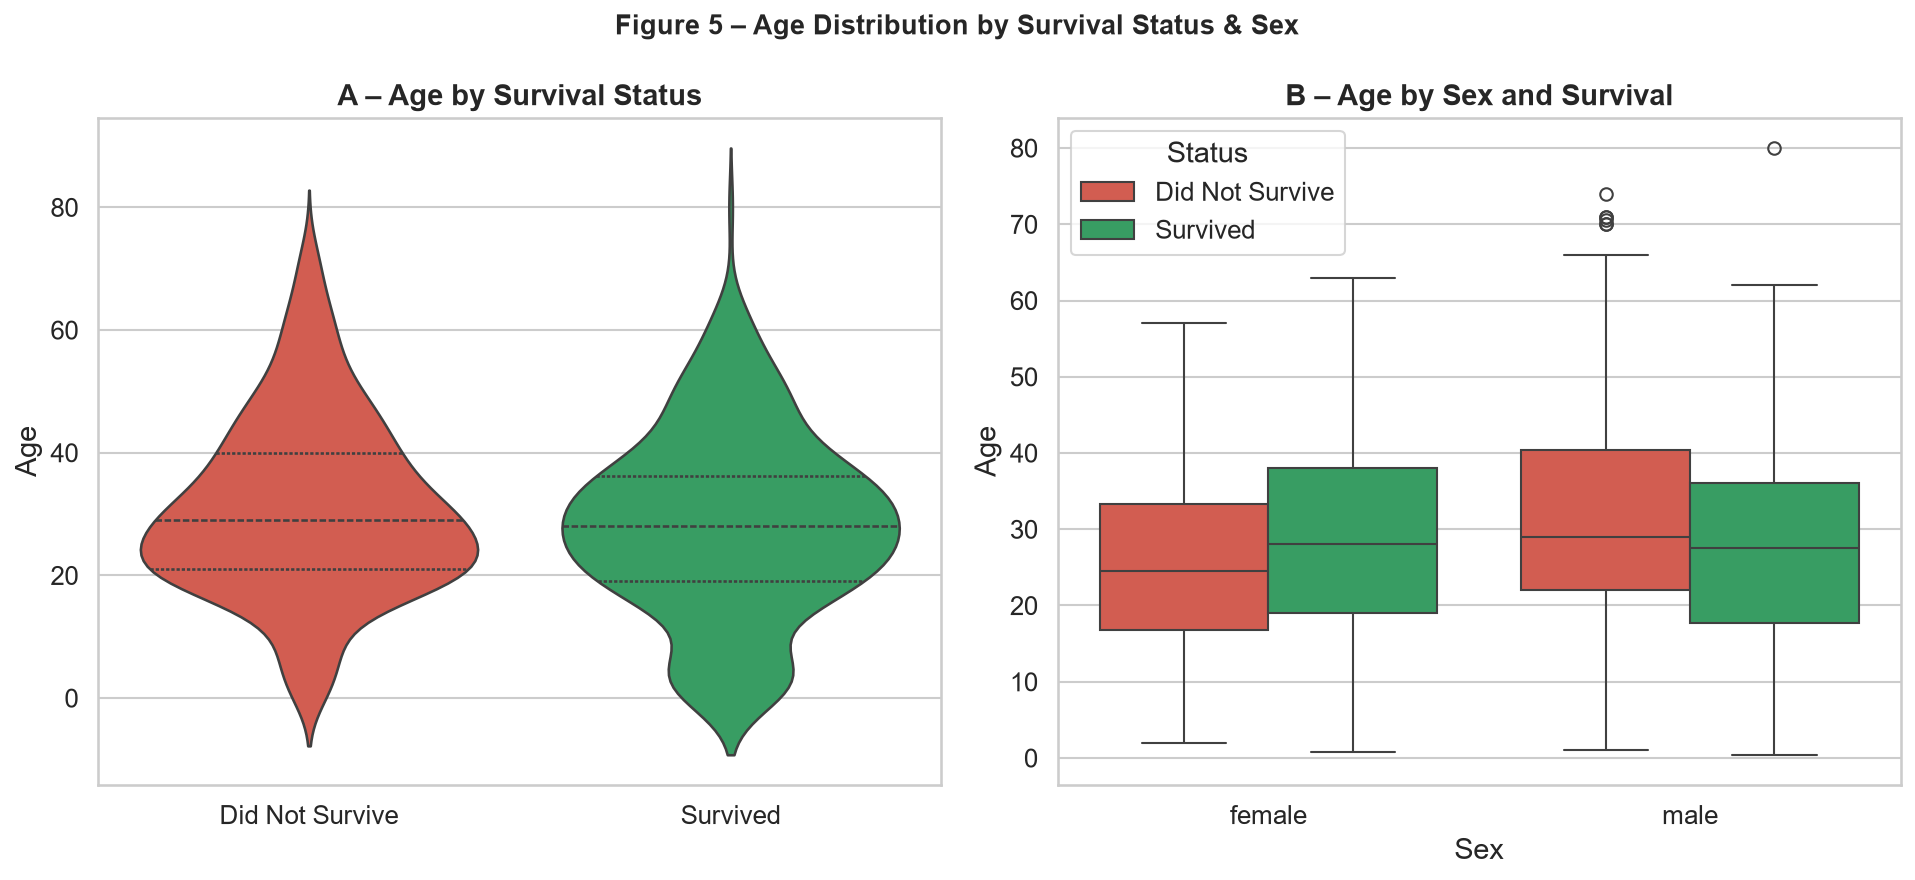 Figure 5 – Age Distribution by Survival Status & Sex
A – Age by Survival Status
Age
80
60
40
20
0
Did Not Survive
Survived
B – Age by Sex and Survival
Status
Did Not Survive
Survived
Age
80
70
60
50
40
30
20
10
0
female
male
Sex